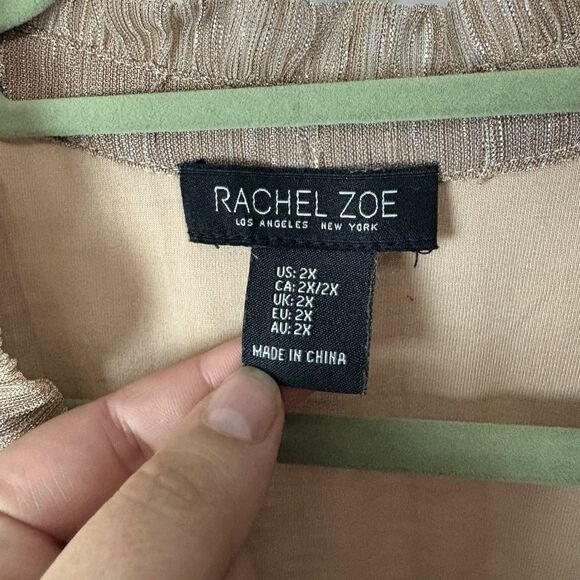 RACHEL ZOE
LOS ANGELES NEW YORK
US: 2X
CA: 2X/2X
UK: 2X
EU: 2X
AU: 2X
MADE IN CHINA